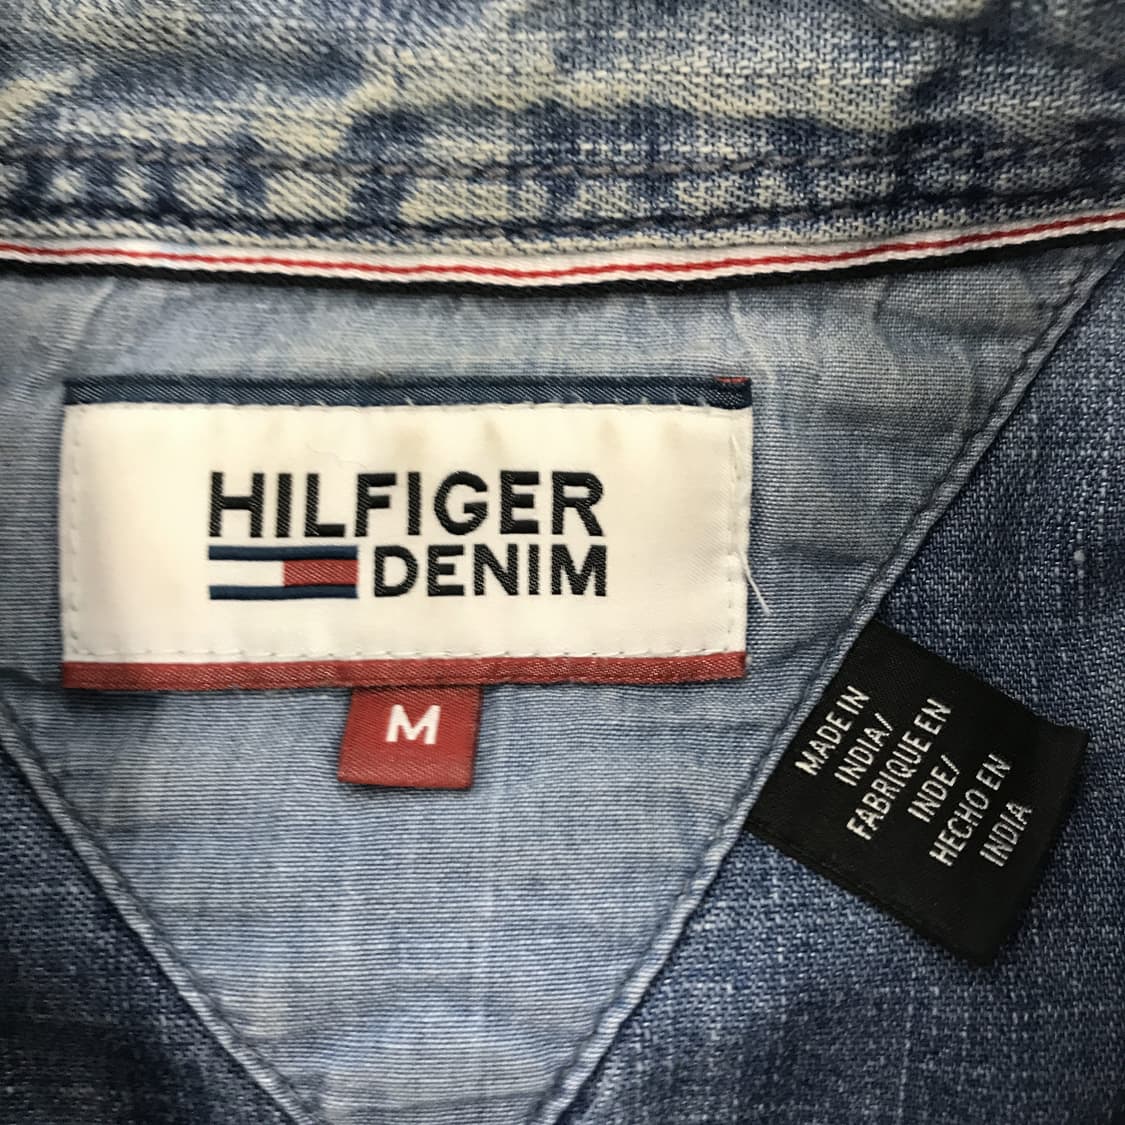 HILFIGER
DENIM
M
MADE IN
INDIA/
FABRIQUE EN
INDE/
HECHO EN
INDIA